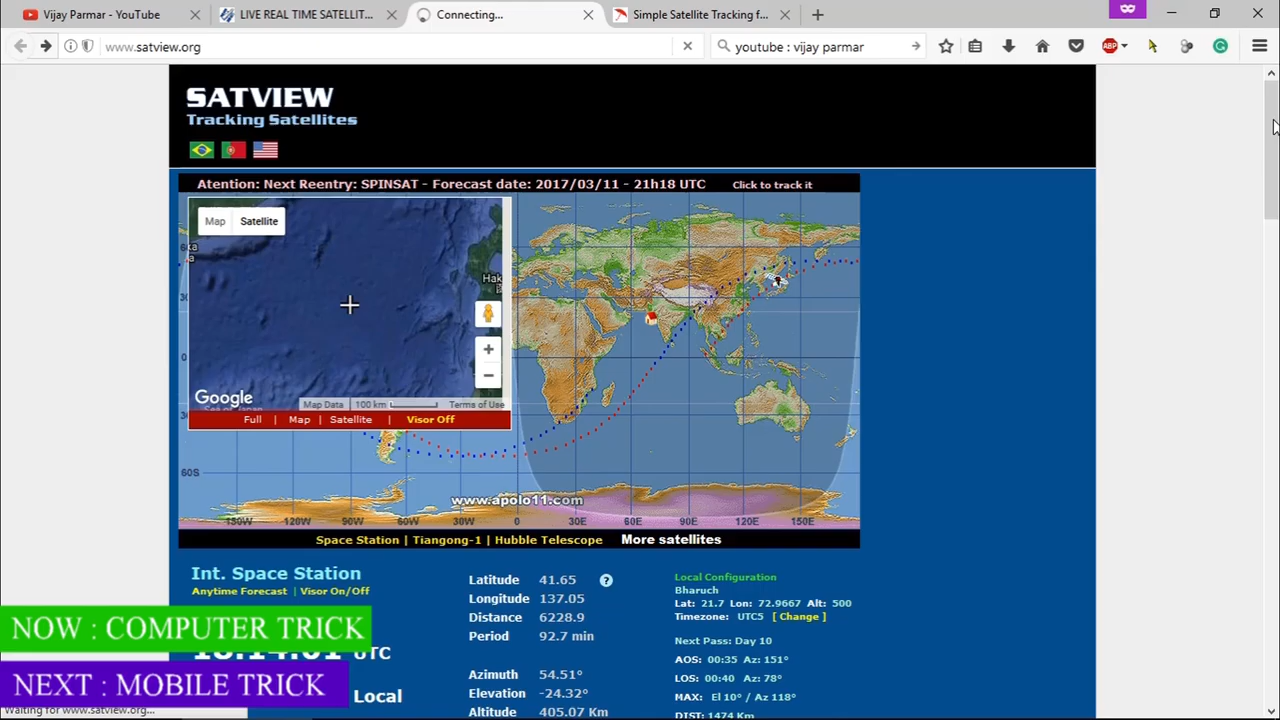 Vijay Parmar - YouTube
LIVE REAL TIME SATELLIT...
Connecting...
Simple Satellite Tracking f...
www.satview.org
youtube : vijay parmar
ABP
SATVIEW
Tracking Satellites
Atention: Next Reentry: SPINSAT - Forecast date: 2017/03/11 - 21h18 UTC
Click to track it
Map
Satellite
Hak
Google
Map Data
100 km
Terms of Use
Full | Map | Satellite | Visor Off
60S
www.apolo11.com
150W 120W 90W 60W 30W 0 30E 60E 90E 120E 150E
Space Station | Tiangong-1 | Hubble Telescope More satellites
Int. Space Station
Anytime Forecast | Visor On/Off
UTC
Local
Latitude 41.65
Longitude 137.05
Distance 6228.9
Period 92.7 min
Azimuth 54.51°
Elevation -24.32°
Altitude 405.07 Km
Local Configuration
Bharuch
Lat: 21.7 Lon: 72.9667 Alt: 500
Timezone: UTC5 [ Change ]
Next Pass: Day 10
AOS: 00:35 Az: 151°
LOS: 00:40 Az: 78°
MAX: El 10° / Az 118°
DIST: 1474 Km
NOW : COMPUTER TRICK
NEXT : MOBILE TRICK
Waiting for www.satview.org...